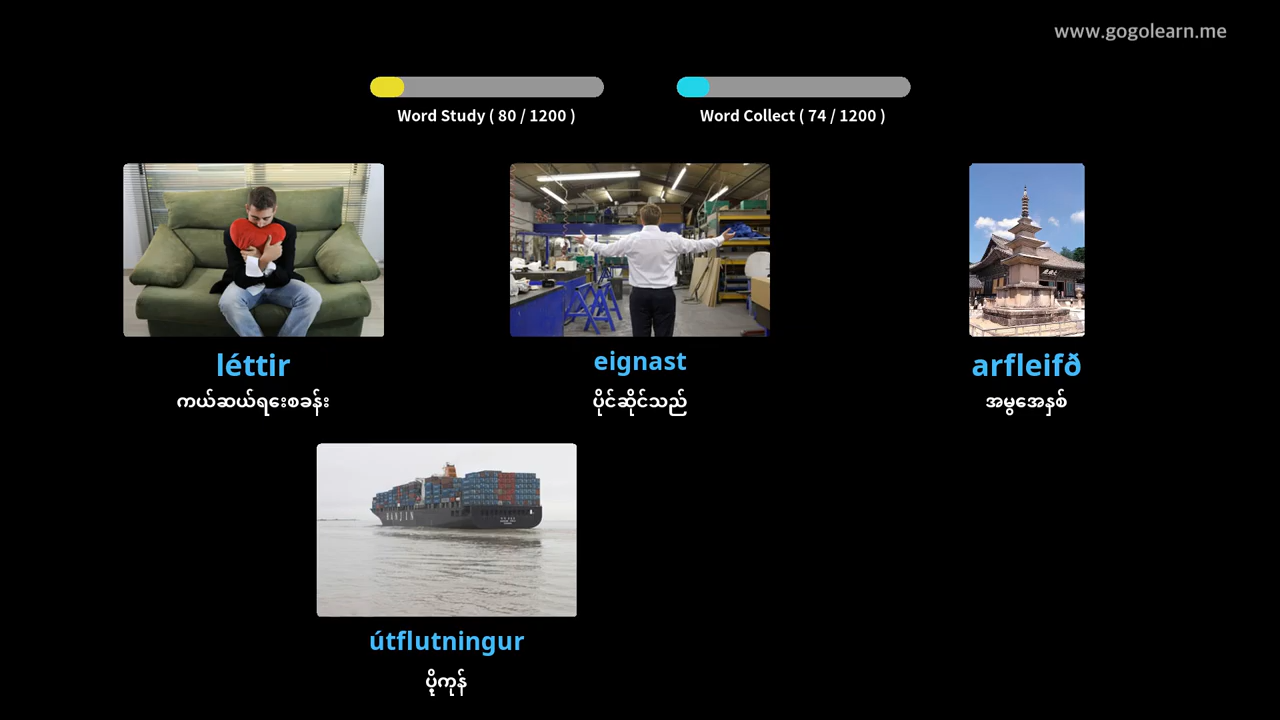 www.gogolearn.me
Word Study ( 80 / 1200 )
Word Collect ( 74 / 1200 )
léttir
ကယ်ဆယ်ရေးစခန်း
eignast
ပိုင်ဆိုင်သည်
arfleifð
အမွေအနှစ်
HANJIN
útflutningur
ပို့ကုန်